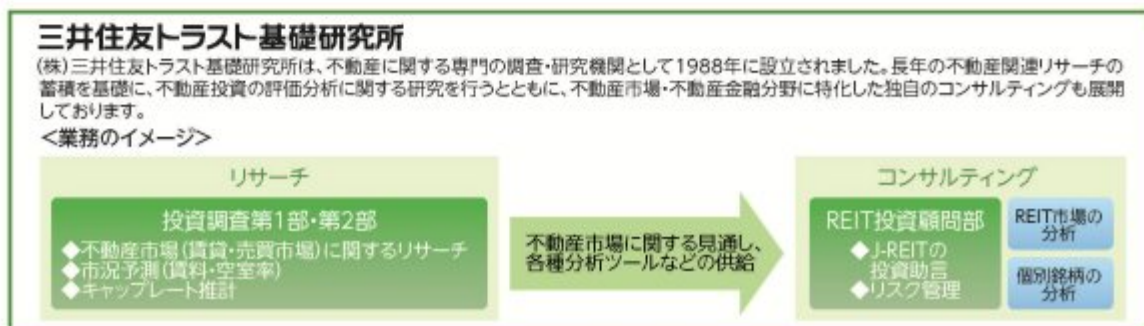 三井住友トラスト基礎研究所
(株)三井住友トラスト基礎研究所は、不動産に関する専門の調査・研究機関として1988年に設立されました。長年の不動産関連リサーチの
蓄積を基礎に、不動産投資の評価分析に関する研究を行うとともに、不動産市場・不動産金融分野に特化した独自のコンサルティングも展開
しております。
<業務のイメージ>
リサーチ
投資調査第1部・第2部
◆不動産市場(賃貸・売買市場)に関するリサーチ
◆市況予測(賃料・空室率)
◆キャップレート推計
不動産市場に関する見通し、
各種分析ツールなどの供給
コンサルティング
REIT投資顧問部
◆J-REITの
投資助言
◆リスク管理
REIT市場の
分析
個別銘柄の
分析